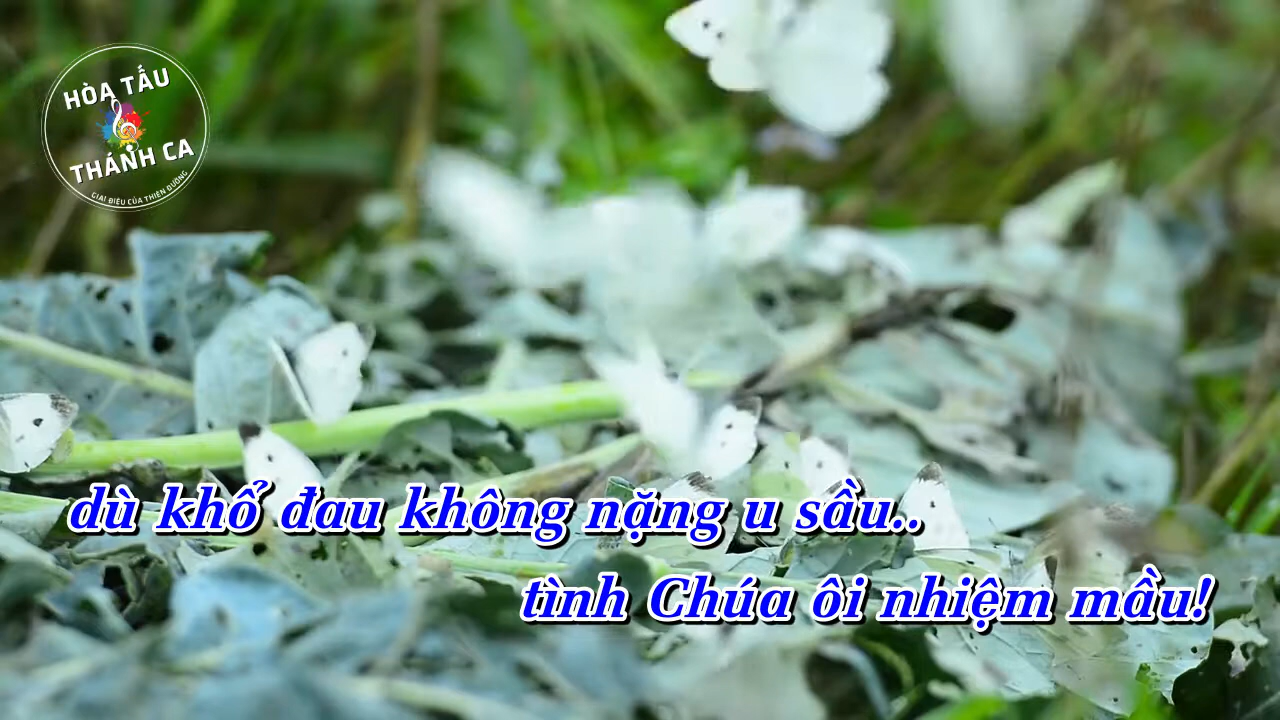 HÒA TẤU
THÁNH CA
GIAI ĐIỆU CỦA THIÊN ĐƯỜNG
dù khổ đau không nặng u sầu..
tình Chúa ôi nhiệm mầu!